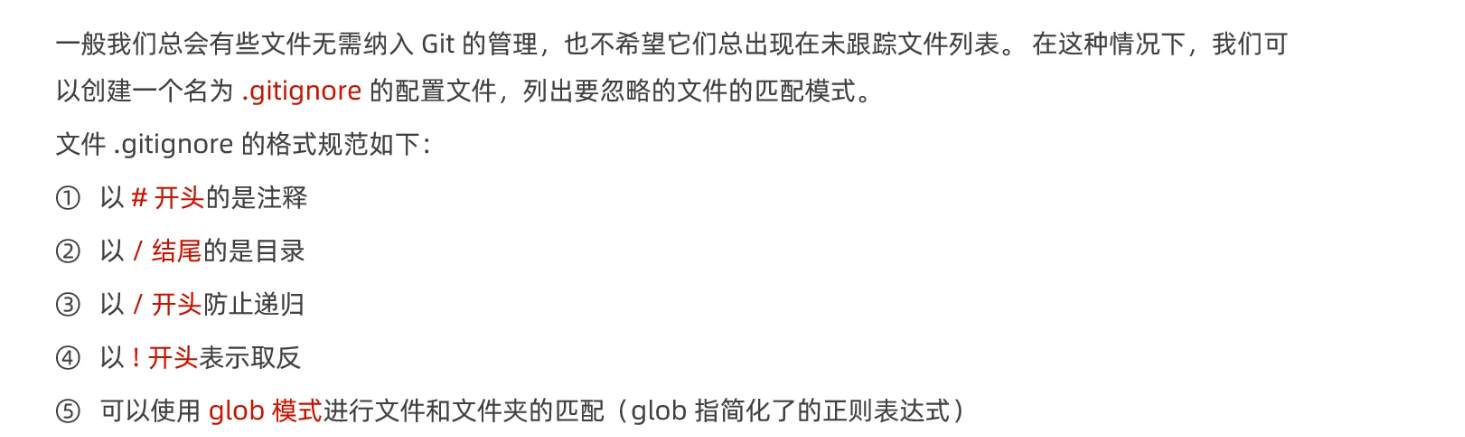 一般我们总会有些文件无需纳入 Git 的管理，也不希望它们总出现在未跟踪文件列表。 在这种情况下，我们可
以创建一个名为 .gitignore 的配置文件，列出要忽略的文件的匹配模式。
文件 .gitignore 的格式规范如下：
① 以 # 开头的是注释
② 以 / 结尾的是目录
③ 以 / 开头防止递归
④ 以 ! 开头表示取反
⑤ 可以使用 glob 模式进行文件和文件夹的匹配（glob 指简化了的正则表达式）